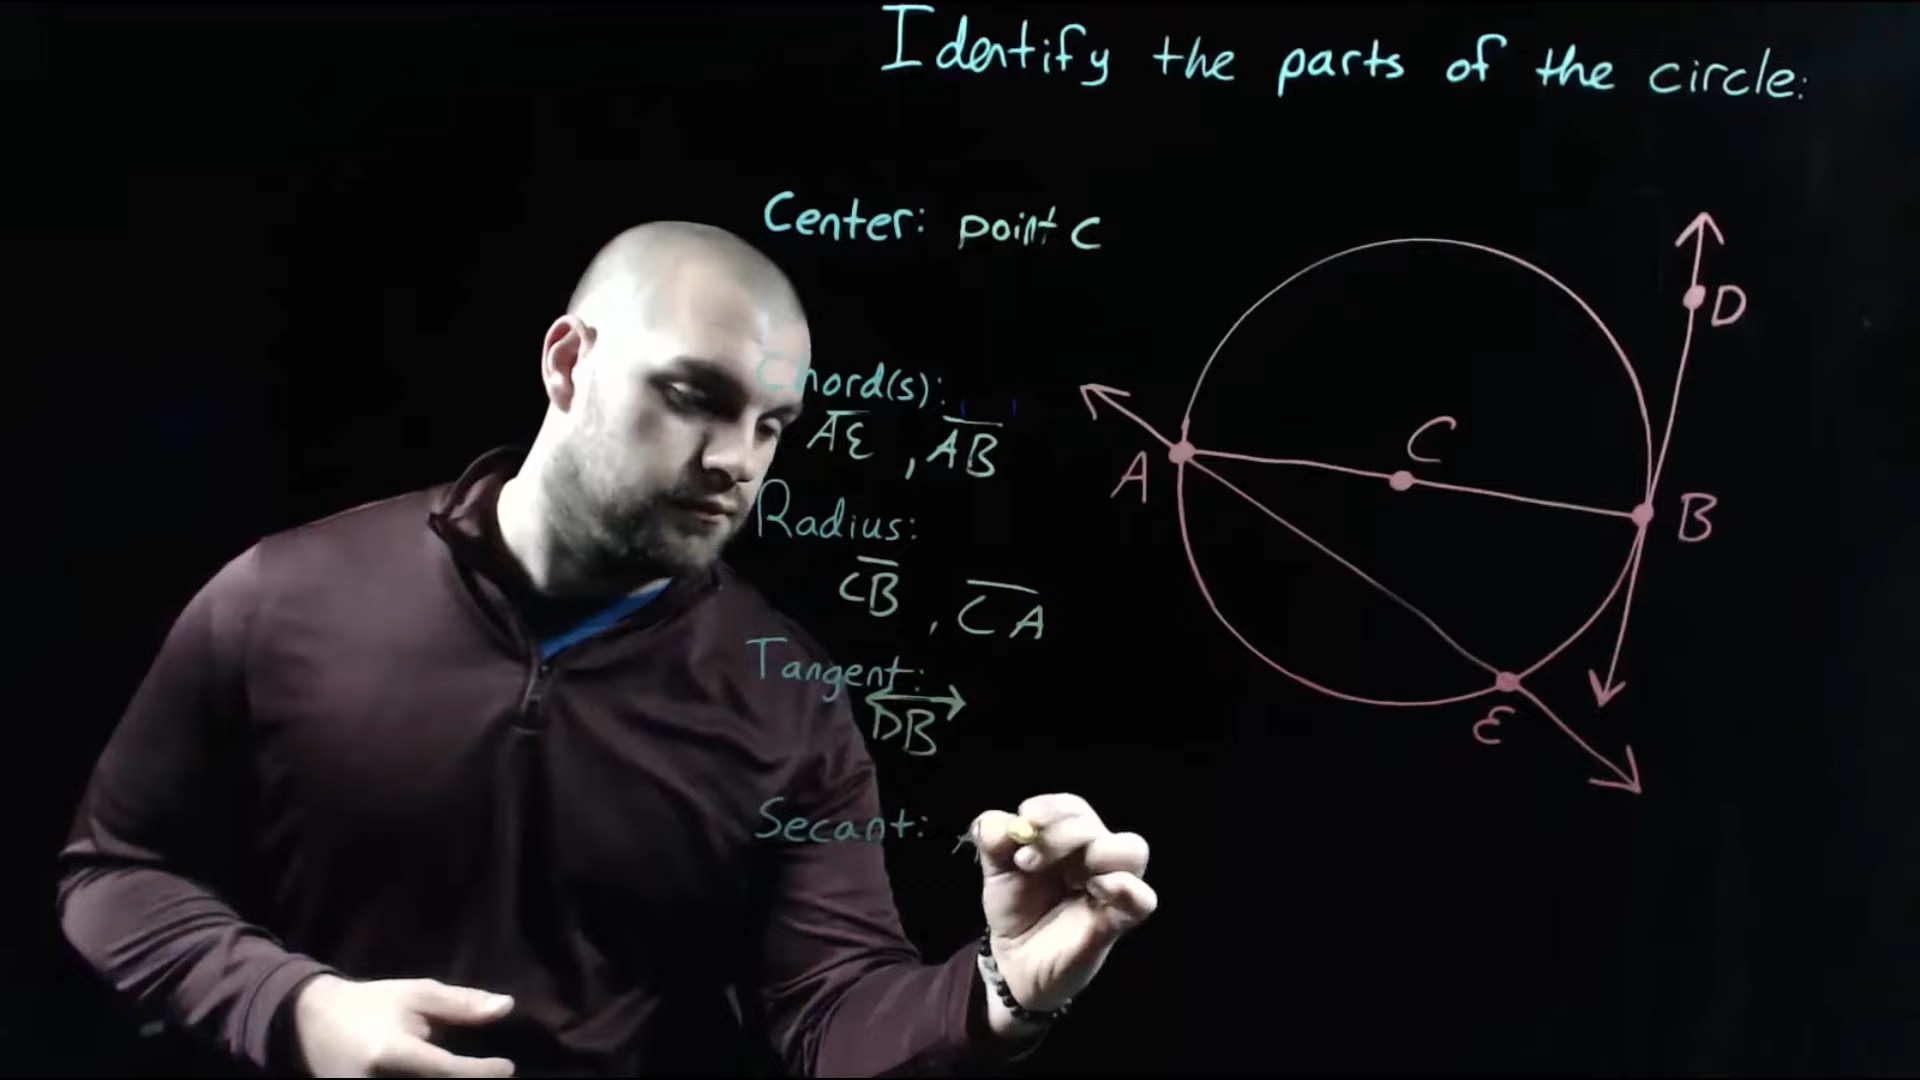 Identify the parts of the circle:
Center: point C
Chord(s):
AE, AB
Radius:
CB, CA
Tangent:
DB
Secant: A
A
C
D
B
E